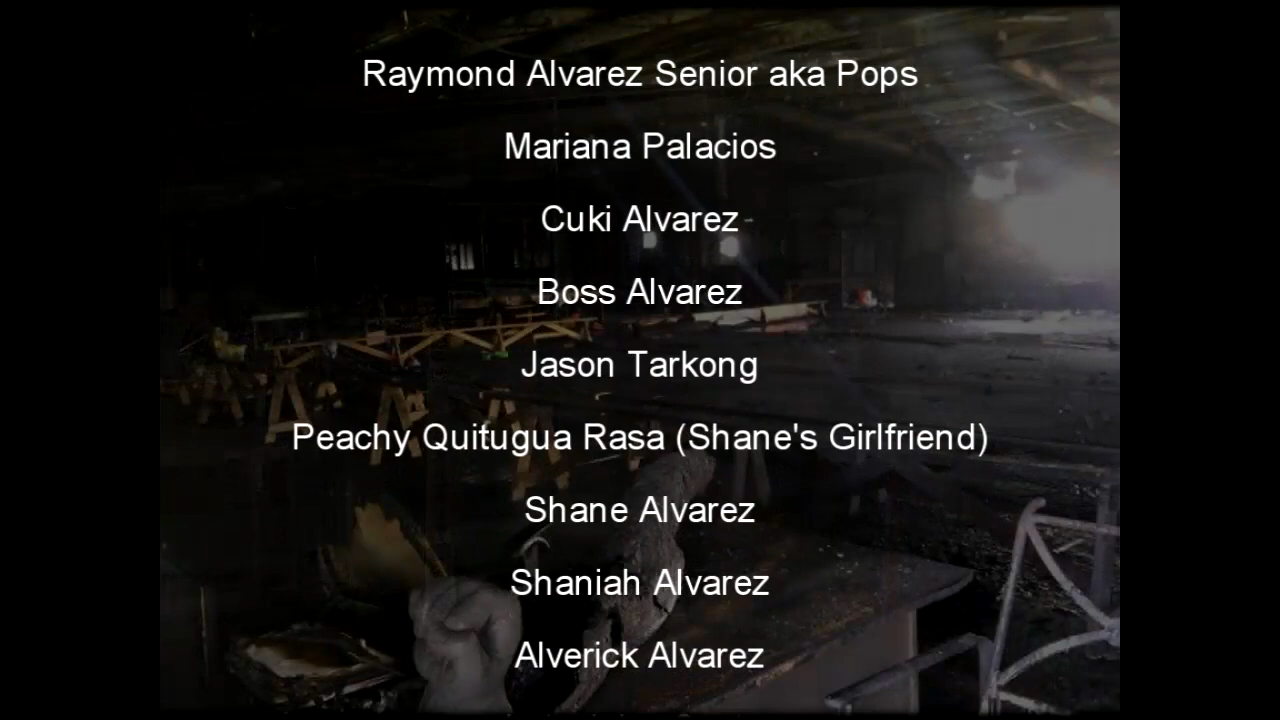 Raymond Alvarez Senior aka Pops
Mariana Palacios
Cuki Alvarez
Boss Alvarez
Jason Tarkong
Peachy Quitugua Rasa (Shane's Girlfriend)
Shane Alvarez
Shaniah Alvarez
Alverick Alvarez